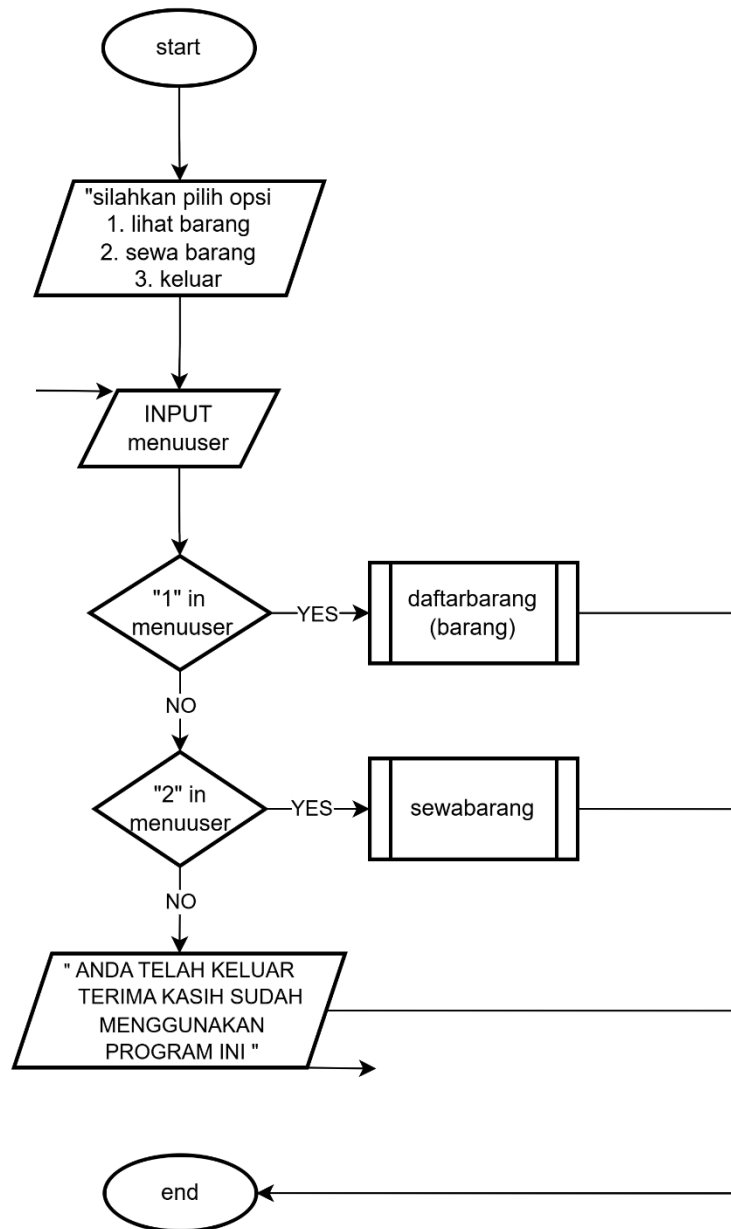 start
"silahkan pilih opsi
1. lihat barang
2. sewa barang
3. keluar
INPUT
menuuser
"1" in
menuuser
YES
daftarbarang
(barang)
NO
"2" in
menuuser
YES
sewabarang
NO
" ANDA TELAH KELUAR
TERIMA KASIH SUDAH
MENGGUNAKAN
PROGRAM INI "
end